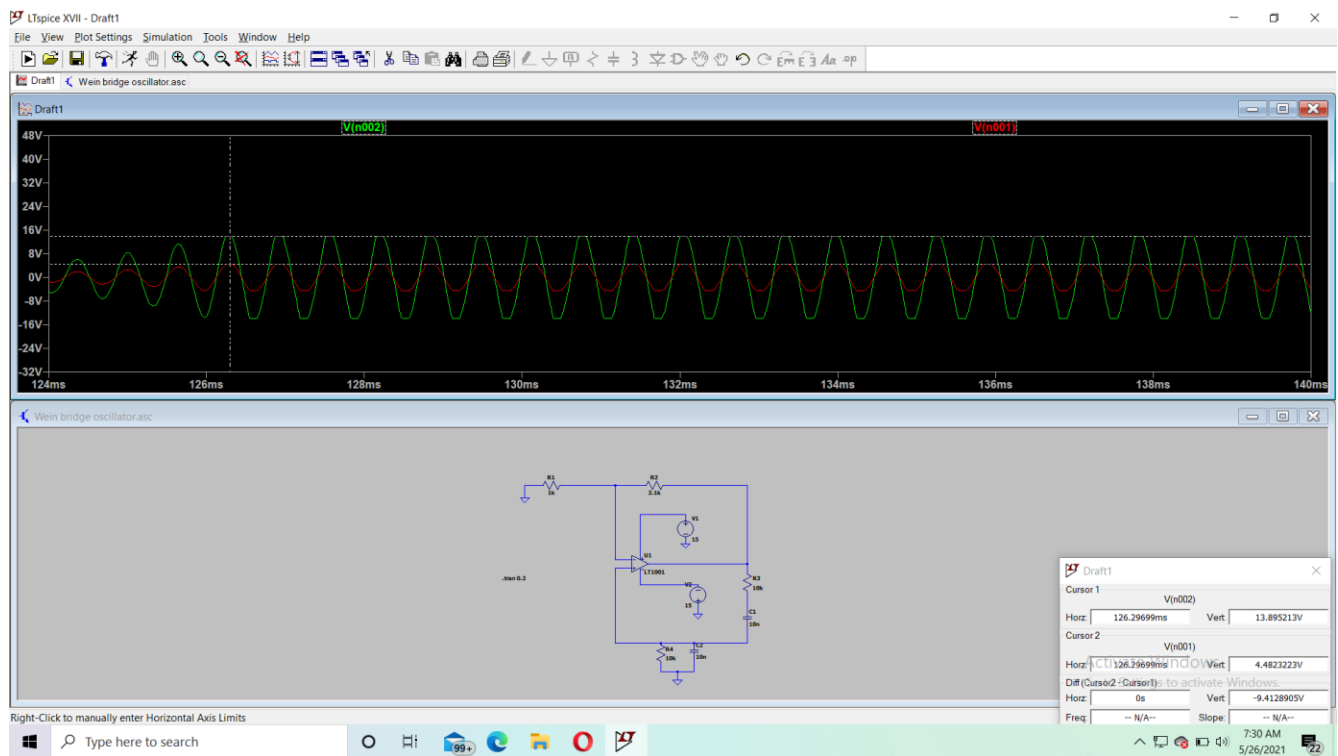 LTspice XVII - Draft1
File View Plot Settings Simulation Tools Window Help
Draft1 Wein bridge oscillator.asc
Draft1
V(n002) V(n001)
48V
40V
32V
24V
16V
8V
0V
-8V
-16V
-24V
-32V
124ms 126ms 128ms 130ms 132ms 134ms 136ms 138ms 140ms
Wein bridge oscillator.asc
R1
1k
R2
2.1k
V1
15
U1
LT1001
.tran 0.2
V2
15
R3
10k
C1
10n
R4
10k
C2
10n
Draft1
Cursor 1
V(n002)
Horz: 126.29699ms Vert: 13.895213V
Cursor 2
V(n001)
Horz: 126.29699ms Vert: 4.4823223V
Diff (Cursor2 - Cursor1)
Horz: 0s Vert: -9.4128905V
Freq: -- N/A-- Slope: -- N/A--
Right-Click to manually enter Horizontal Axis Limits
Type here to search
99+
7:30 AM
5/26/2021
22